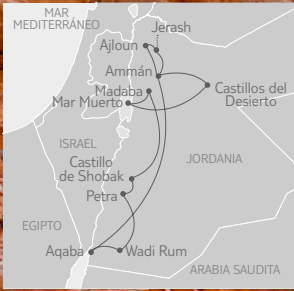 MAR
MEDITERRÁNEO
Jerash
Ajloun
Ammán
Madaba
Mar Muerto
Castillos del
Desierto
ISRAEL
Castillo
de Shobak
JORDANIA
Petra
EGIPTO
Aqaba
Wadi Rum
ARABIA SAUDITA